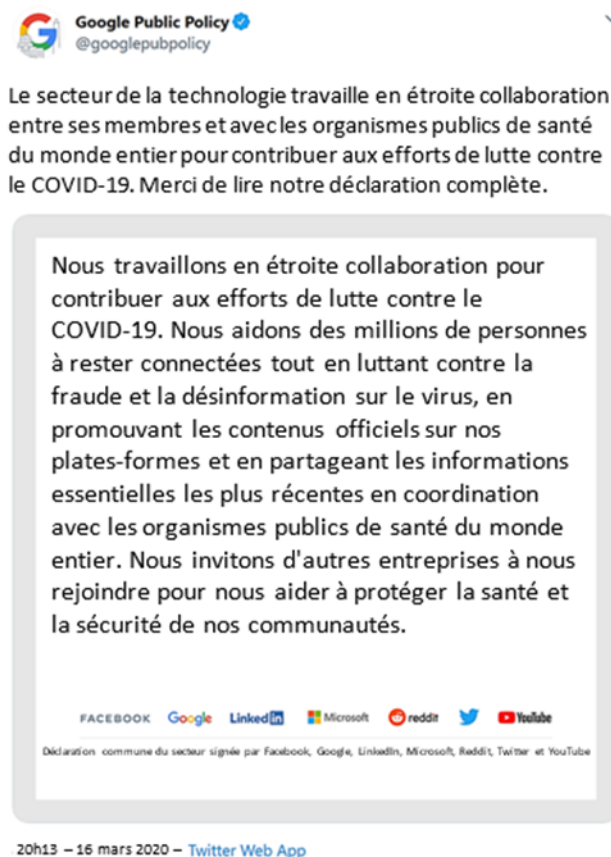 Google Public Policy
@googlepubpolicy
Le secteur de la technologie travaille en étroite collaboration
entre ses membres et avec les organismes publics de santé
du monde entier pour contribuer aux efforts de lutte contre
le COVID-19. Merci de lire notre déclaration complète.
Nous travaillons en étroite collaboration pour
contribuer aux efforts de lutte contre le
COVID-19. Nous aidons des millions de personnes
à rester connectées tout en luttant contre la
fraude et la désinformation sur le virus, en
promouvant les contenus officiels sur nos
plates-formes et en partageant les informations
essentielles les plus récentes en coordination
avec les organismes publics de santé du monde
entier. Nous invitons d'autres entreprises à nous
rejoindre pour nous aider à protéger la santé et
la sécurité de nos communautés.
FACEBOOK Google Linkedin Microsoft reddit YouTube
Déclaration commune du secteur signée par Facebook, Google, LinkedIn, Microsoft, Reddit, Twitter et YouTube
20h13 – 16 mars 2020 – Twitter Web App